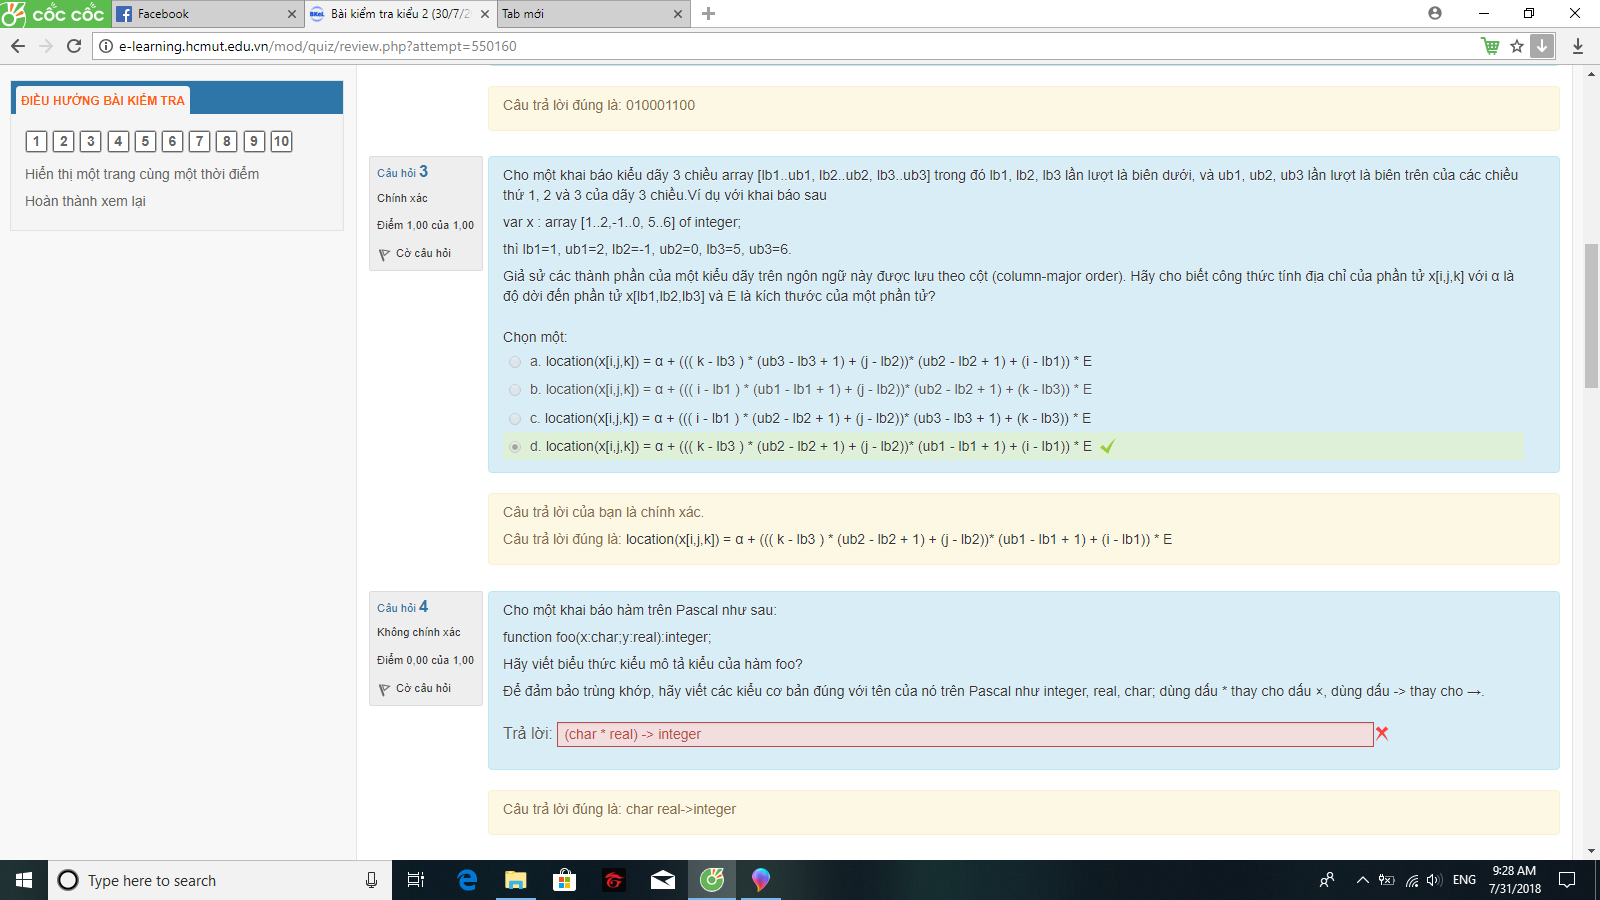 cốc cốc
Facebook
Bài kiểm tra kiểu 2 (30/7/2
Tab mới
e-learning.hcmut.edu.vn/mod/quiz/review.php?attempt=550160
ĐIỀU HƯỚNG BÀI KIỂM TRA
1 2 3 4 5 6 7 8 9 10
Hiển thị một trang cùng một thời điểm
Hoàn thành xem lại
Câu trả lời đúng là: 010001100
Câu hỏi 3
Chính xác
Điểm 1,00 của 1,00
Cờ câu hỏi
Cho một khai báo kiểu dãy 3 chiều array [lb1..ub1, lb2..ub2, lb3..ub3] trong đó lb1, lb2, lb3 lần lượt là biên dưới, và ub1, ub2, ub3 lần lượt là biên trên của các chiều
thứ 1, 2 và 3 của dãy 3 chiều.Ví dụ với khai báo sau
var x : array [1..2,-1..0, 5..6] of integer;
thì lb1=1, ub1=2, lb2=-1, ub2=0, lb3=5, ub3=6.
Giả sử các thành phần của một kiểu dãy trên ngôn ngữ này được lưu theo cột (column-major order). Hãy cho biết công thức tính địa chỉ của phần tử x[i,j,k] với α là
độ dời đến phần tử x[lb1,lb2,lb3] và E là kích thước của một phần tử?
Chọn một:
a. location(x[i,j,k]) = α + ((( k - lb3 ) * (ub3 - lb3 + 1) + (j - lb2))* (ub2 - lb2 + 1) + (i - lb1)) * E
b. location(x[i,j,k]) = α + ((( i - lb1 ) * (ub1 - lb1 + 1) + (j - lb2))* (ub2 - lb2 + 1) + (k - lb3)) * E
c. location(x[i,j,k]) = α + ((( i - lb1 ) * (ub2 - lb2 + 1) + (j - lb2))* (ub3 - lb3 + 1) + (k - lb3)) * E
d. location(x[i,j,k]) = α + ((( k - lb3 ) * (ub2 - lb2 + 1) + (j - lb2))* (ub1 - lb1 + 1) + (i - lb1)) * E
Câu trả lời của bạn là chính xác.
Câu trả lời đúng là: location(x[i,j,k]) = α + ((( k - lb3 ) * (ub2 - lb2 + 1) + (j - lb2))* (ub1 - lb1 + 1) + (i - lb1)) * E
Câu hỏi 4
Không chính xác
Điểm 0,00 của 1,00
Cờ câu hỏi
Cho một khai báo hàm trên Pascal như sau:
function foo(x:char;y:real):integer;
Hãy viết biểu thức kiểu mô tả kiểu của hàm foo?
Để đảm bảo trùng khớp, hãy viết các kiểu cơ bản đúng với tên của nó trên Pascal như integer, real, char; dùng dấu * thay cho dấu ×, dùng dấu -> thay cho →.
Trả lời: (char * real) -> integer
Câu trả lời đúng là: char real->integer
Type here to search
ENG
9:28 AM
7/31/2018